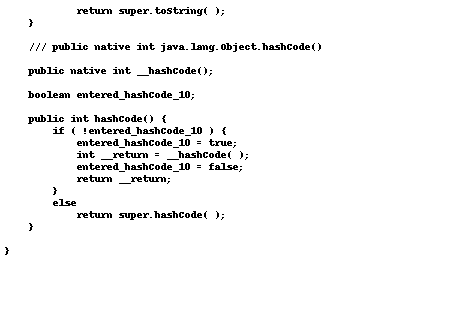 return super.toString( );
}
/// public native int java.lang.Object.hashCode()
public native int __hashCode();
boolean entered_hashCode_10;
public int hashCode() {
if ( !entered_hashCode_10 ) {
entered_hashCode_10 = true;
int __return = __hashCode( );
entered_hashCode_10 = false;
return __return;
}
else
return super.hashCode( );
}
}